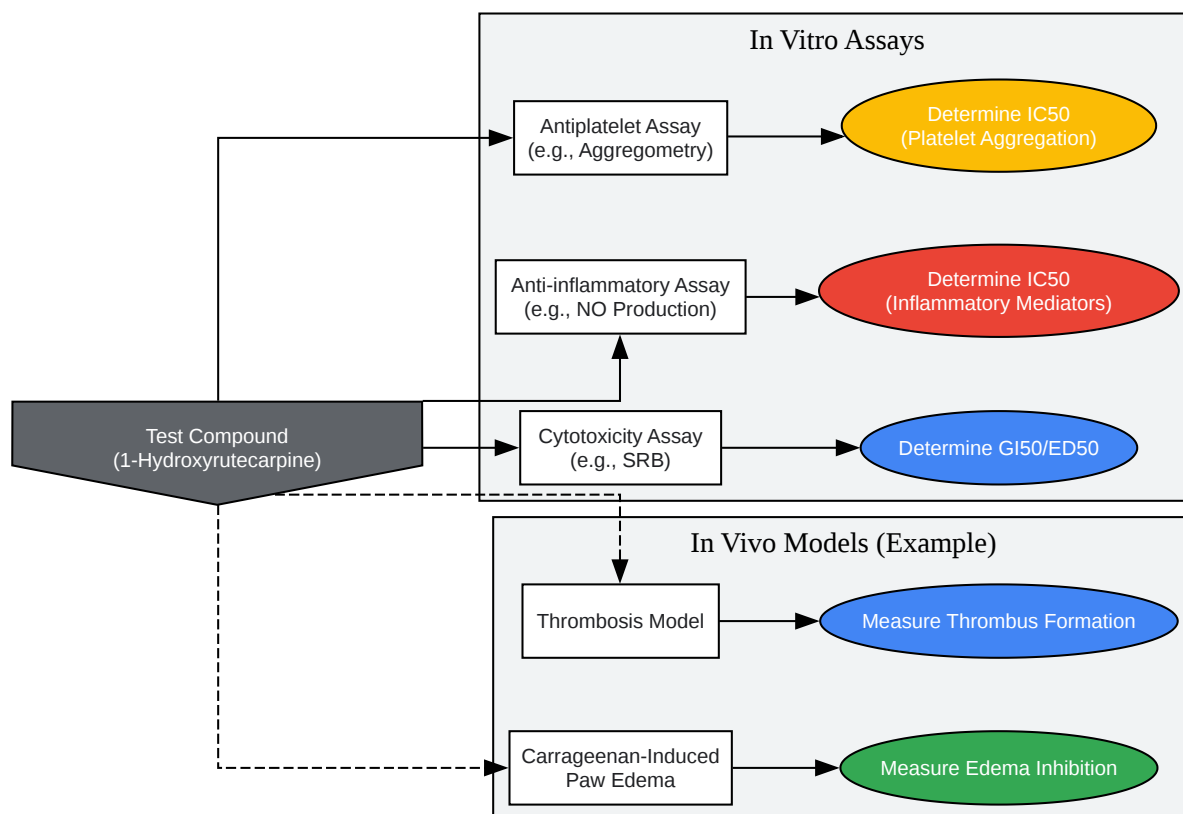 In Vitro Assays
Antiplatelet Assay
(e.g., Aggregometry)
Determine IC50
(Platelet Aggregation)
Anti-inflammatory Assay
(e.g., NO Production)
Determine IC50
(Inflammatory Mediators)
Test Compound
(1-Hydroxyrutecarpine)
Cytotoxicity Assay
(e.g., SRB)
Determine GI50/ED50
In Vivo Models (Example)
Thrombosis Model
Measure Thrombus Formation
Carrageenan-Induced
Paw Edema
Measure Edema Inhibition